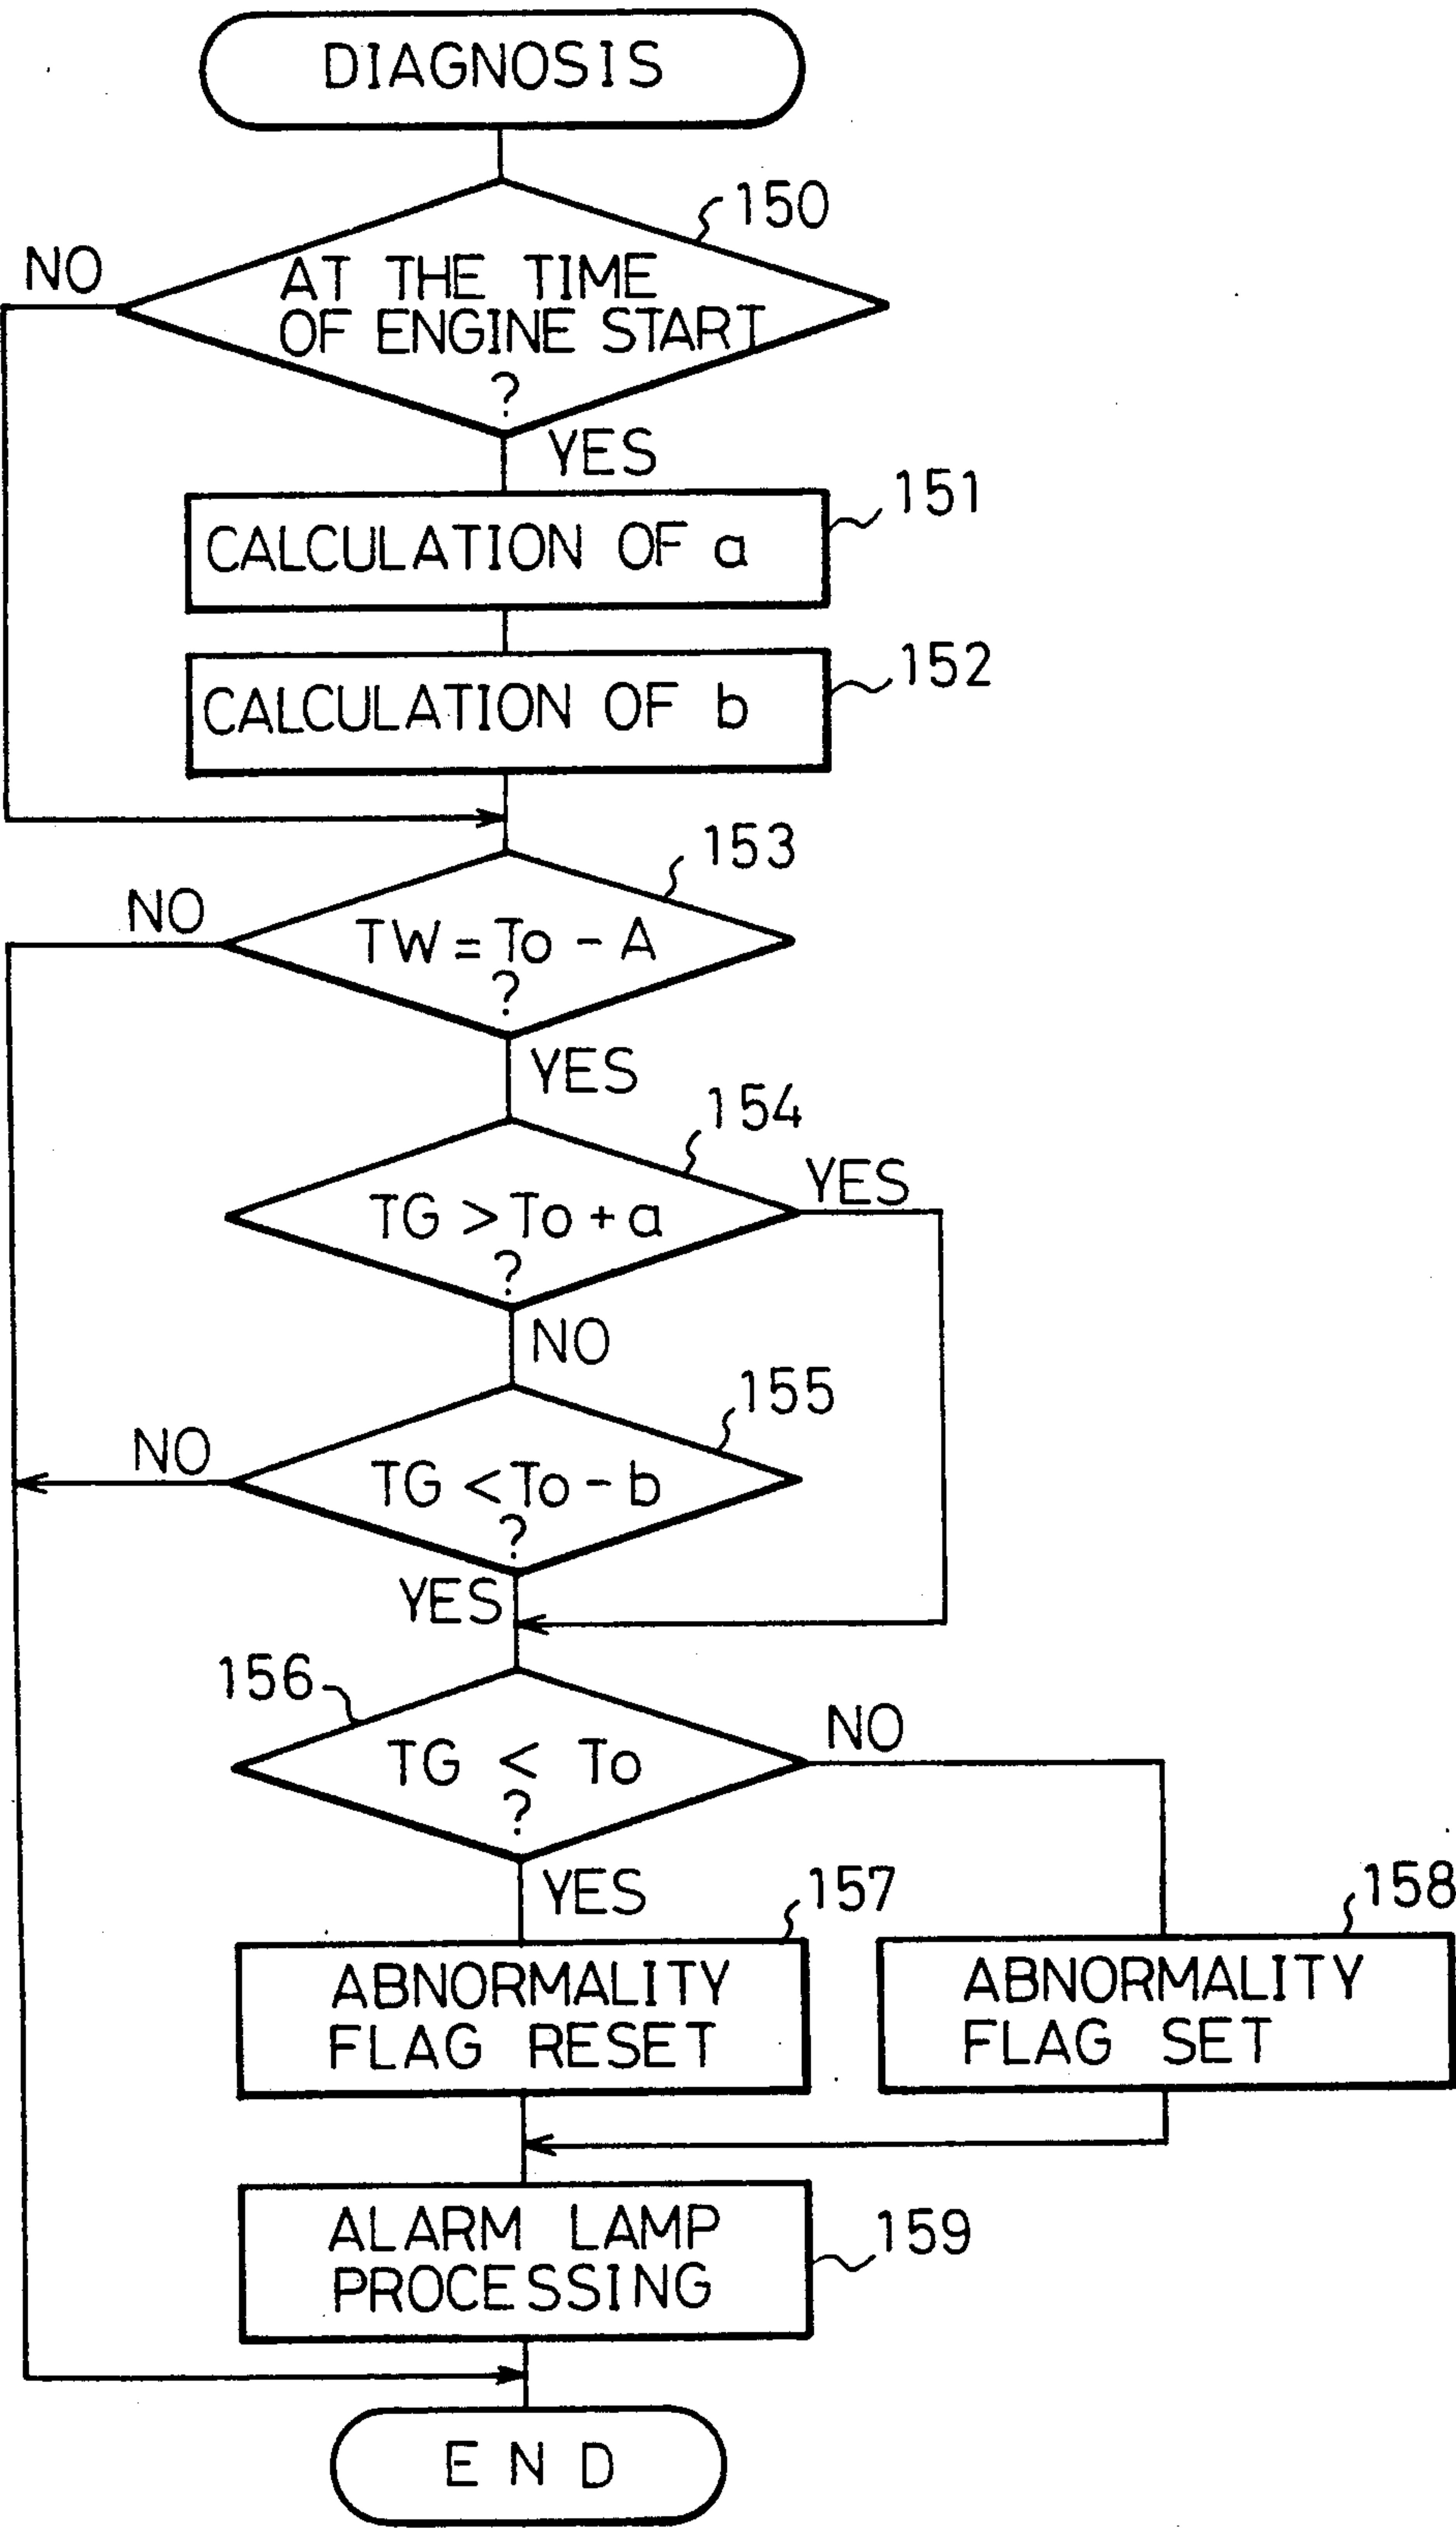 DIAGNOSIS
150
NO
AT THE TIME
OF ENGINE START
?
YES
151
CALCULATION OF a
152
CALCULATION OF b
153
NO
TW = To - A
?
YES
154
YES
TG > To + a
?
NO
155
NO
TG < To - b
?
YES
156
NO
TG < To
?
YES
157
158
ABNORMALITY
FLAG RESET
ABNORMALITY
FLAG SET
ALARM LAMP
PROCESSING
159
END